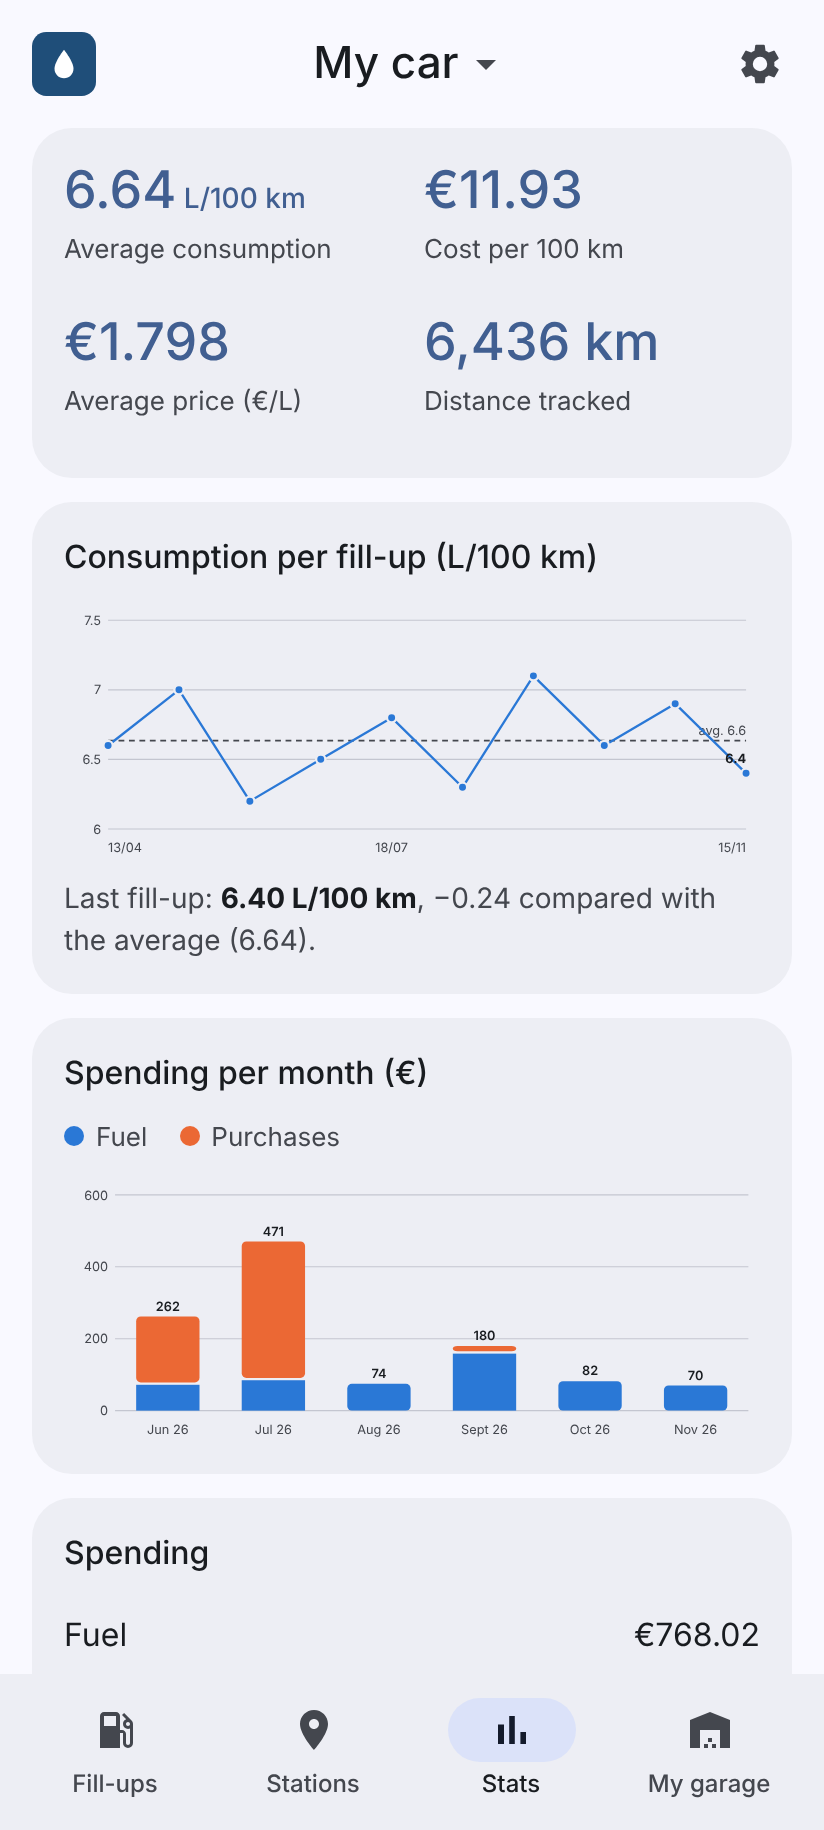 My car
6.64 L/100 km
Average consumption
€11.93
Cost per 100 km
€1.798
Average price (€/L)
6,436 km
Distance tracked
Consumption per fill-up (L/100 km)
7.5
7
6.5
6
avg. 6.6
6.4
13/04
18/07
15/11
Last fill-up: 6.40 L/100 km, −0.24 compared with
the average (6.64).
Spending per month (€)
Fuel
Purchases
600
400
200
0
262
471
74
180
82
70
Jun 26
Jul 26
Aug 26
Sept 26
Oct 26
Nov 26
Spending
Fuel €768.02
Fill-ups
Stations
Stats
My garage